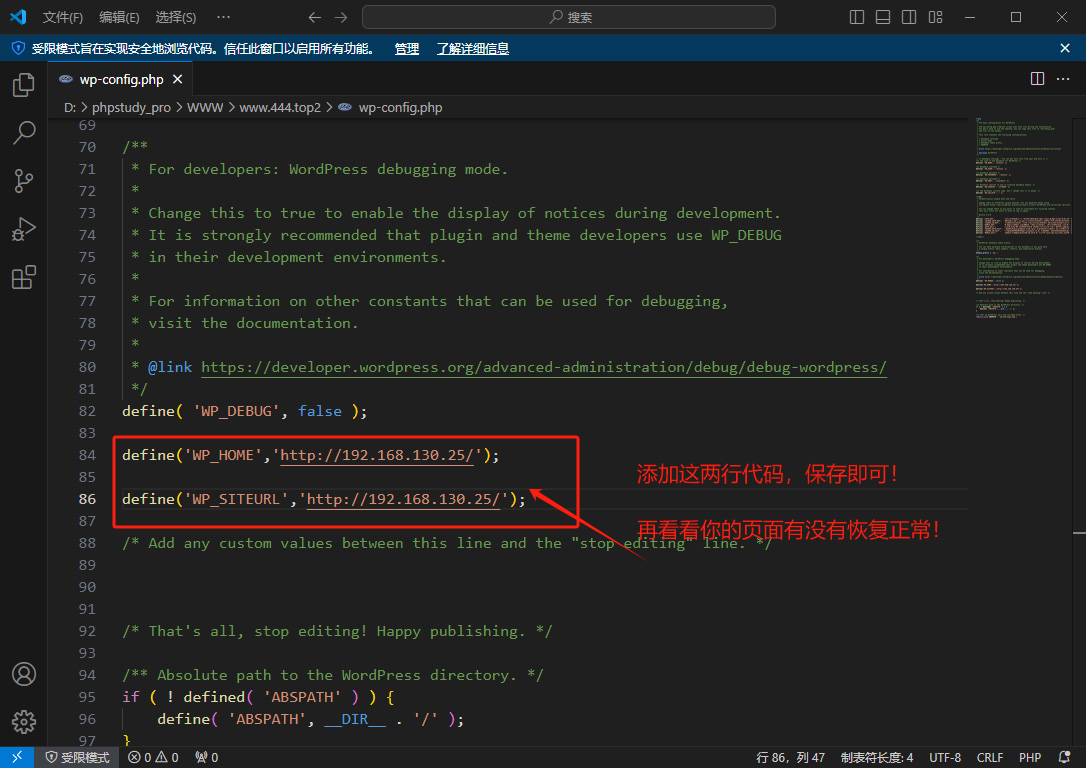 文件(F) 编辑(E) 选择(S) ··· 搜索
受限模式旨在实现安全地浏览代码。信任此窗口以启用所有功能。 管理 了解详细信息
wp-config.php
D: > phpstudy_pro > WWW > www.444.top2 > wp-config.php
69
70 /**
71 * For developers: WordPress debugging mode.
72 *
73 * Change this to true to enable the display of notices during development.
74 * It is strongly recommended that plugin and theme developers use WP_DEBUG
75 * in their development environments.
76 *
77 * For information on other constants that can be used for debugging,
78 * visit the documentation.
79 *
80 * @link https://developer.wordpress.org/advanced-administration/debug/debug-wordpress/
81 */
82 define( 'WP_DEBUG', false );
83
84 define('WP_HOME','http://192.168.130.25/');
添加这两行代码，保存即可！
85
86 define('WP_SITEURL','http://192.168.130.25/');
87
再看看你的页面有没有恢复正常！
88 /* Add any custom values between this line and the "stop editing" line. */
89
90
91
92 /* That's all, stop editing! Happy publishing. */
93
94 /** Absolute path to the WordPress directory. */
95 if ( ! defined( 'ABSPATH' ) ) {
96 define( 'ABSPATH', __DIR__ . '/' );
97 }
受限模式 0 0 0 行 86，列 47 制表符长度: 4 UTF-8 CRLF PHP